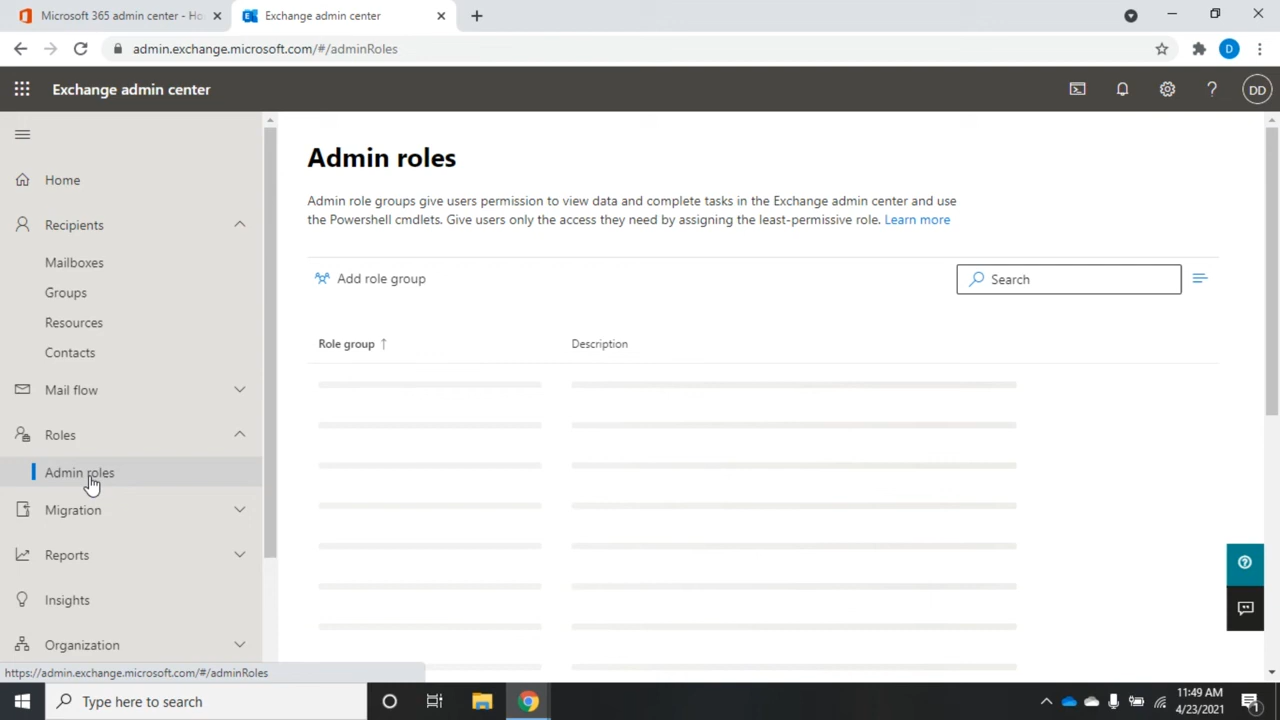 Microsoft 365 admin center - Ho
Exchange admin center
admin.exchange.microsoft.com/#/adminRoles
D
Exchange admin center
DD
Home
Recipients
Mailboxes
Groups
Resources
Contacts
Mail flow
Roles
Admin roles
Migration
Reports
Insights
Organization
Admin roles
Admin role groups give users permission to view data and complete tasks in the Exchange admin center and use
the Powershell cmdlets. Give users only the access they need by assigning the least-permissive role. Learn more
Add role group
Search
Role group ↑
Description
https://admin.exchange.microsoft.com/#/adminRoles
Type here to search
11:49 AM
4/23/2021
1